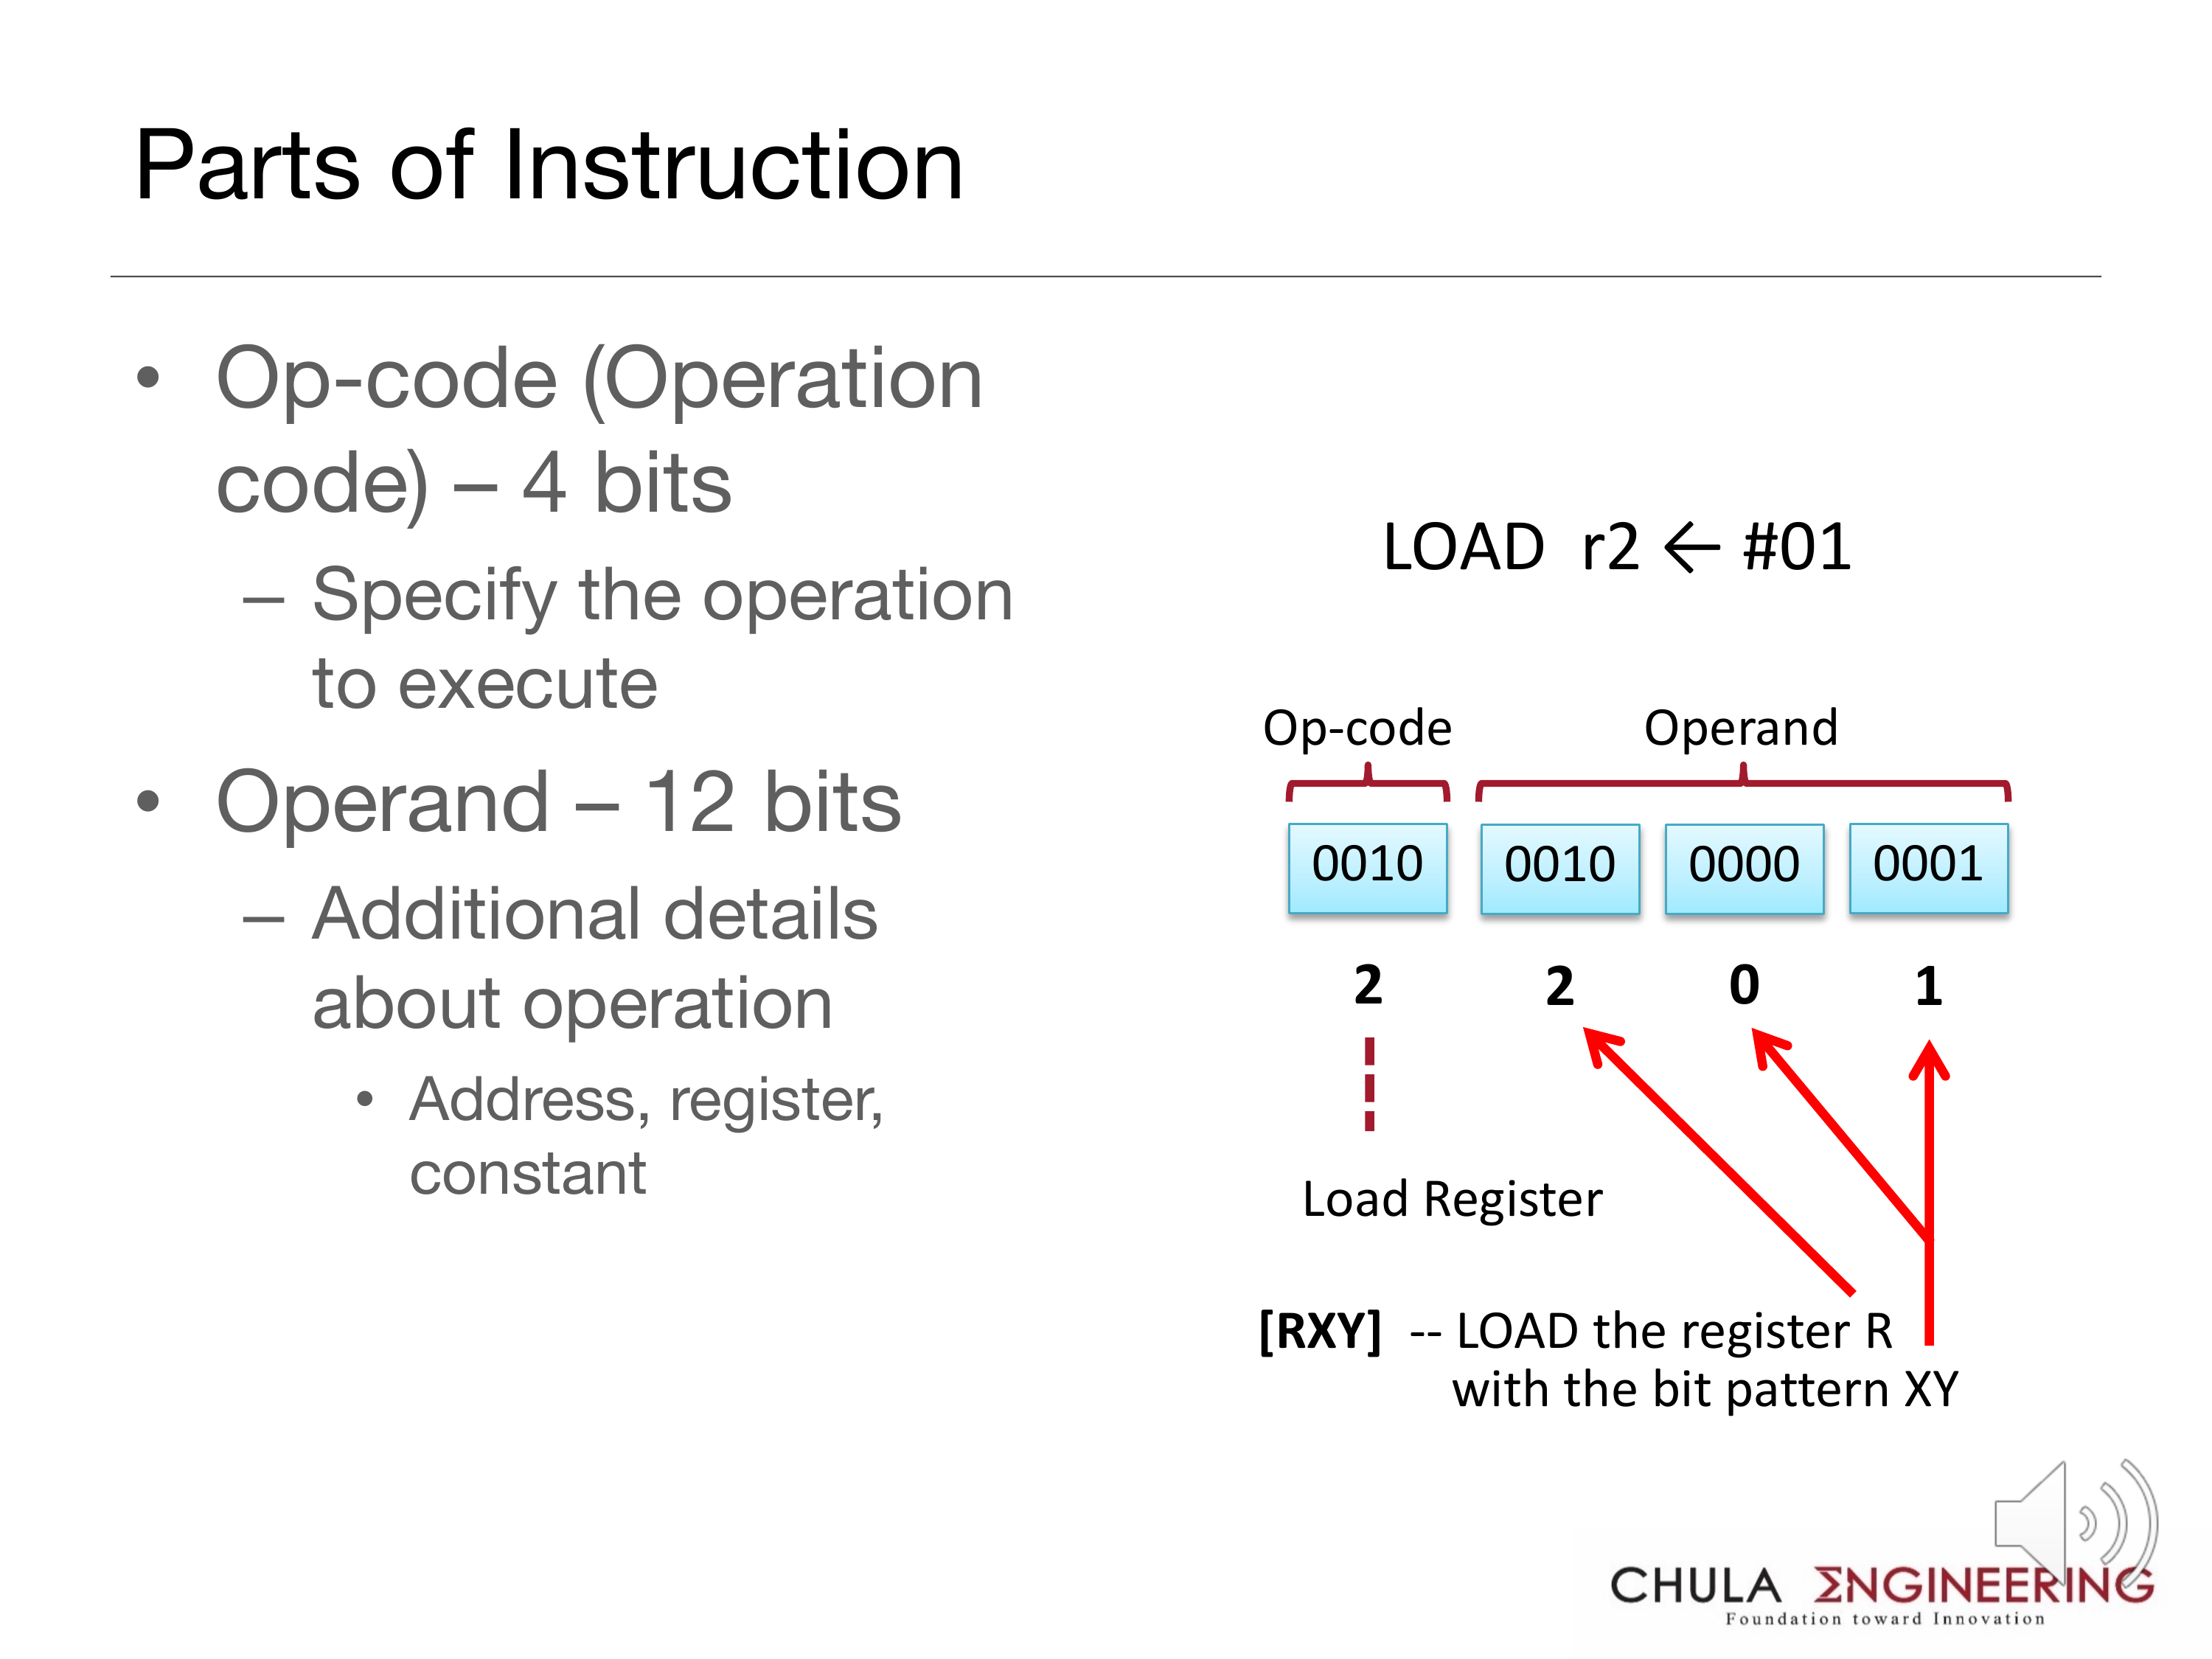 Parts of Instruction
• Op-code (Operation
code) – 4 bits
– Specify the operation
to execute
• Operand – 12 bits
– Additional details
about operation
• Address, register,
constant
LOAD r2 ← #01
Op-code Operand
0010 0010 0000 0001
2 2 0 1
Load Register
[RXY] -- LOAD the register R
with the bit pattern XY
CHULA ΣNGINEERING
Foundation toward Innovation